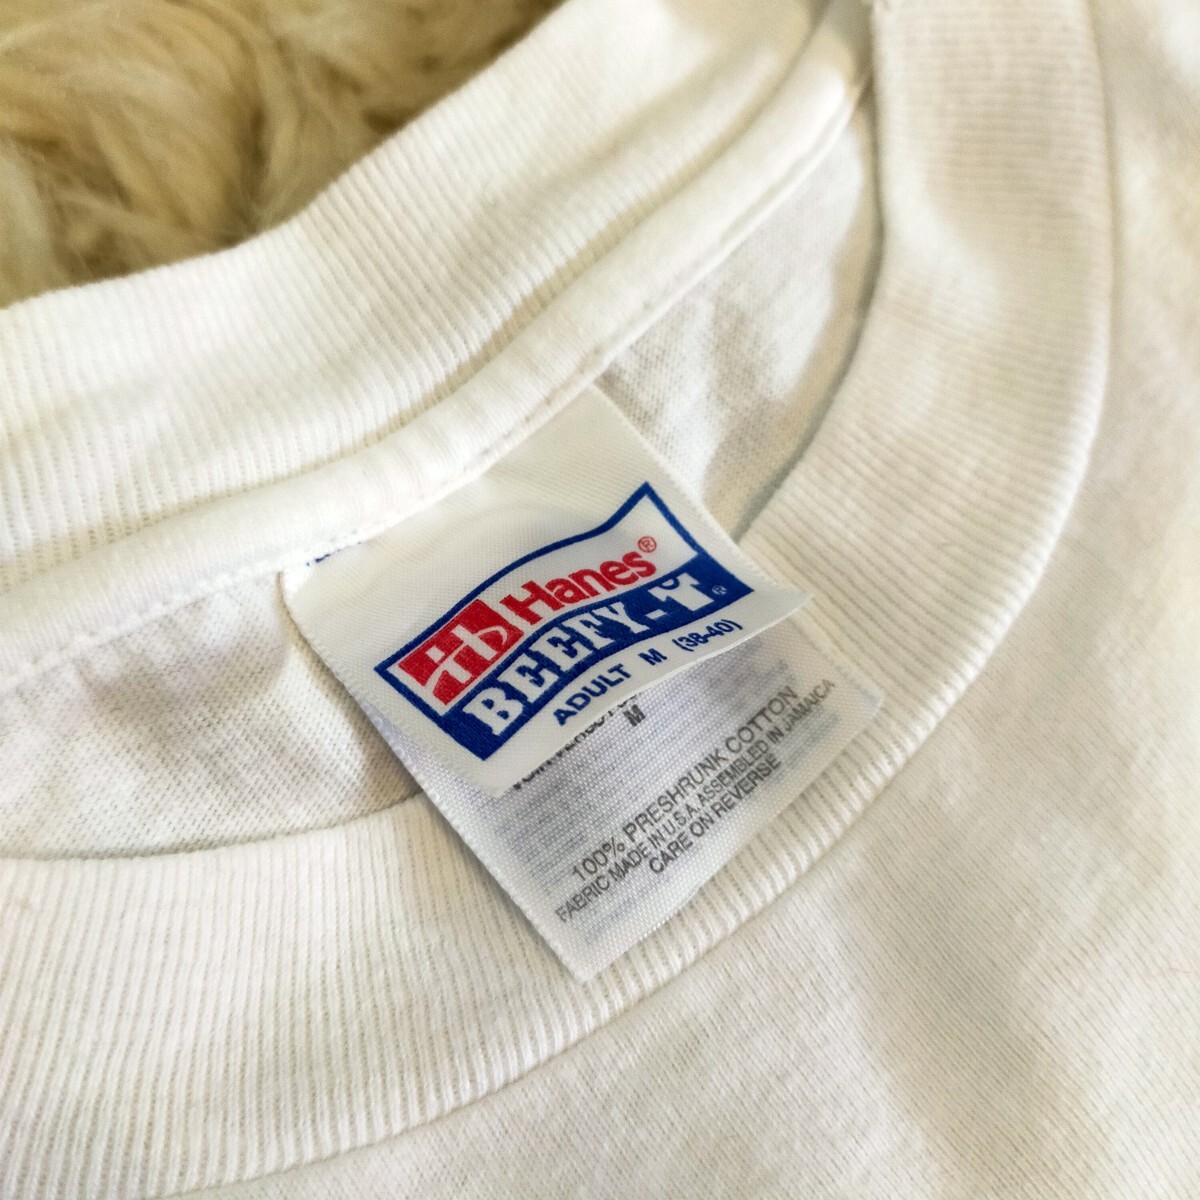 Hanes®
BEEFY-T®
ADULT M (38-40)
M
100% PRESHRUNK COTTON
FABRIC MADE IN U.S.A. ASSEMBLED IN JAMAICA
CARE ON REVERSE